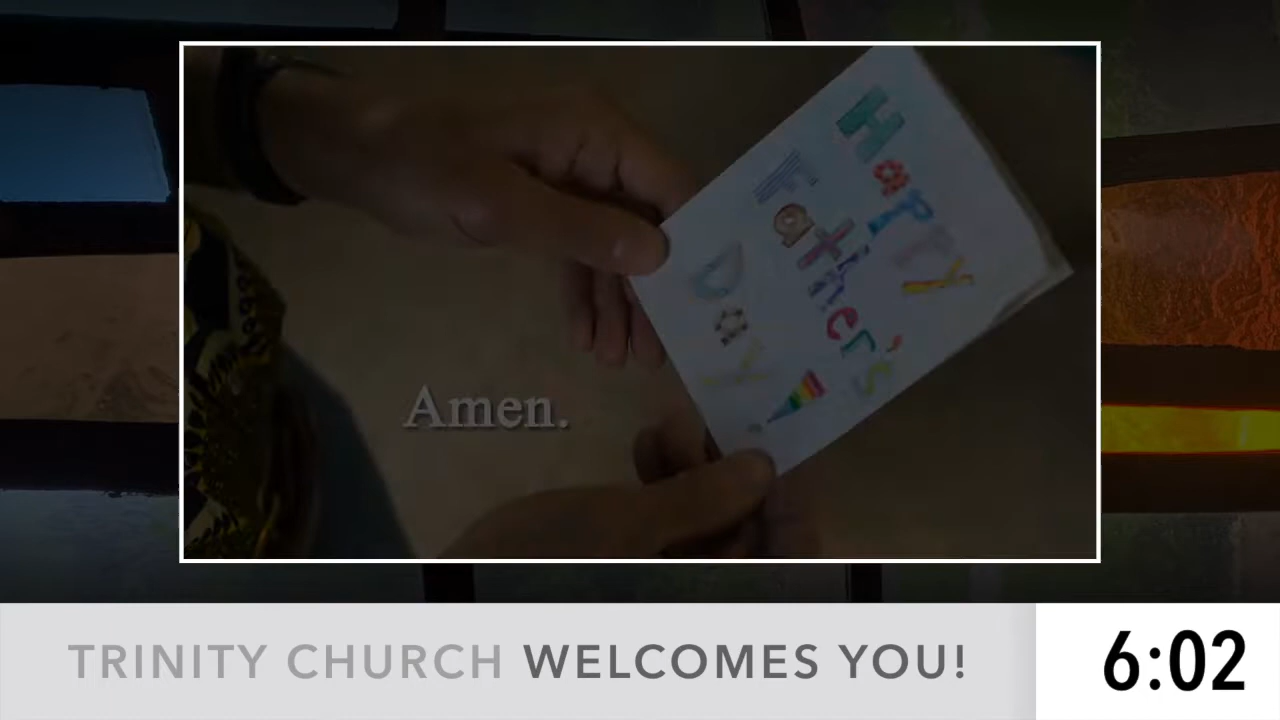 Happy
Father's
Day
Amen.
TRINITY CHURCH WELCOMES YOU!
6:02